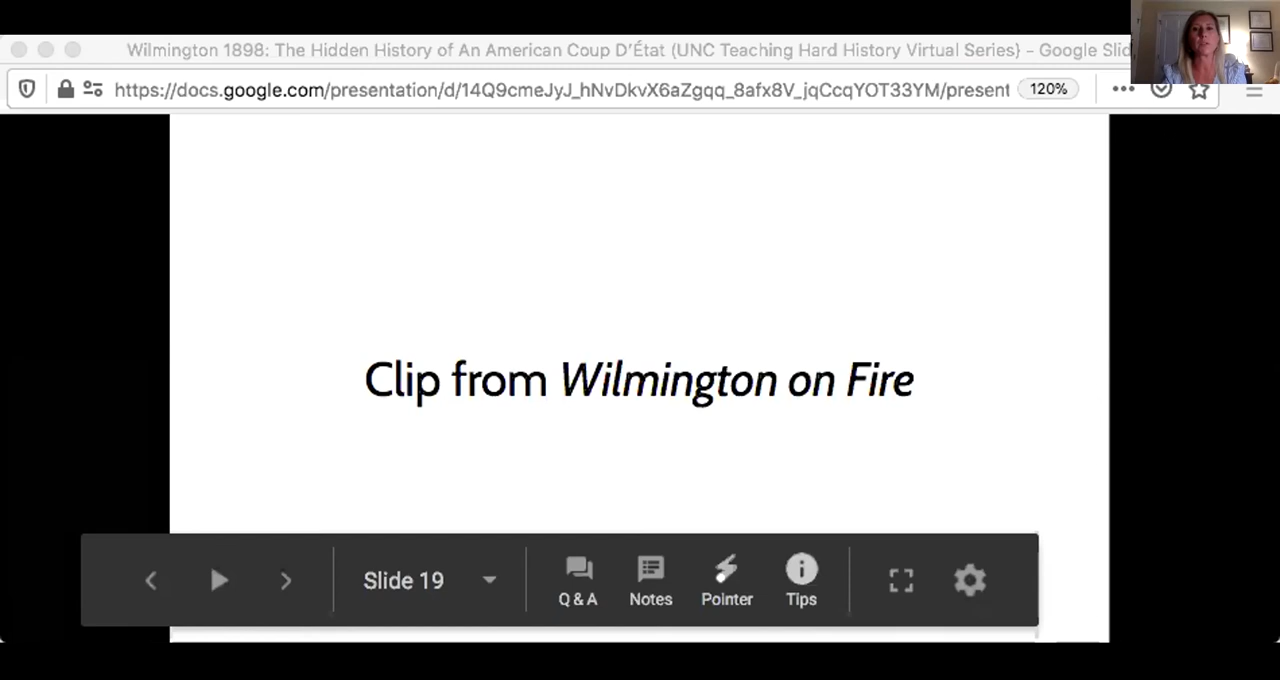 Wilmington 1898: The Hidden History of An American Coup D'État (UNC Teaching Hard History Virtual Series} – Google Slid
https://docs.google.com/presentation/d/14Q9cmeJyJ_hNvDkvX6aZgqq_8afx8V_jqCcqYOT33YM/present
120%
Clip from Wilmington on Fire
Slide 19
Q & A
Notes
Pointer
Tips